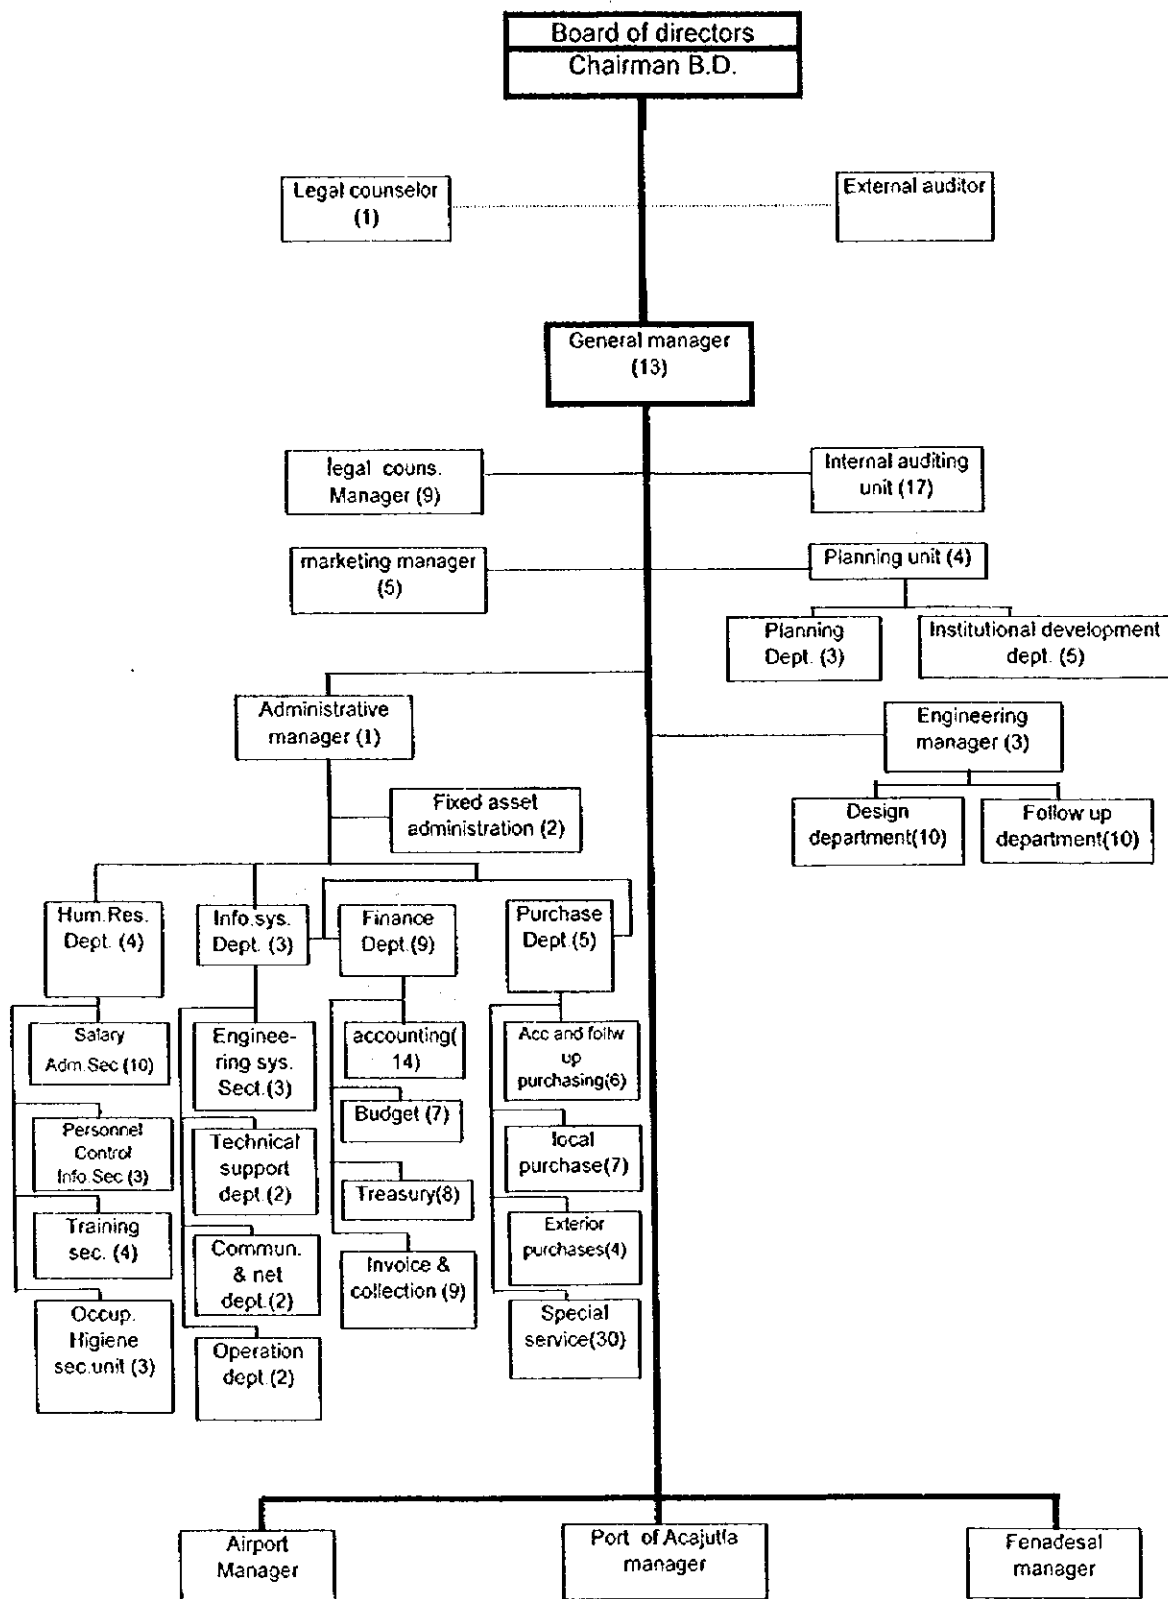 Board of directors
Chairman B.D.
Legal counselor
(1)
External auditor
General manager
(13)
legal couns.
Manager (9)
Internal auditing
unit (17)
marketing manager
(5)
Planning unit (4)
Planning
Dept. (3)
Institutional development
dept. (5)
Administrative
manager (1)
Engineering
manager (3)
Fixed asset
administration (2)
Design
department(10)
Follow up
department(10)
Hum.Res.
Dept. (4)
Info.sys.
Dept. (3)
Finance
Dept.(9)
Purchase
Dept.(5)
Salary
Adm.Sec (10)
Personnel
Control
Info.Sec (3)
Training
sec. (4)
Occup.
Higiene
sec.unit (3)
Enginee-
ring sys.
Sect.(3)
Technical
support
dept.(2)
Commun.
& net
dept.(2)
Operation
dept.(2)
accounting(
14)
Budget (7)
Treasury(8)
Invoice &
collection (9)
Acc and follw
up
purchasing(6)
local
purchase(7)
Exterior
purchases(4)
Special
service(30)
Airport
Manager
Port of Acajutla
manager
Fenadesal
manager